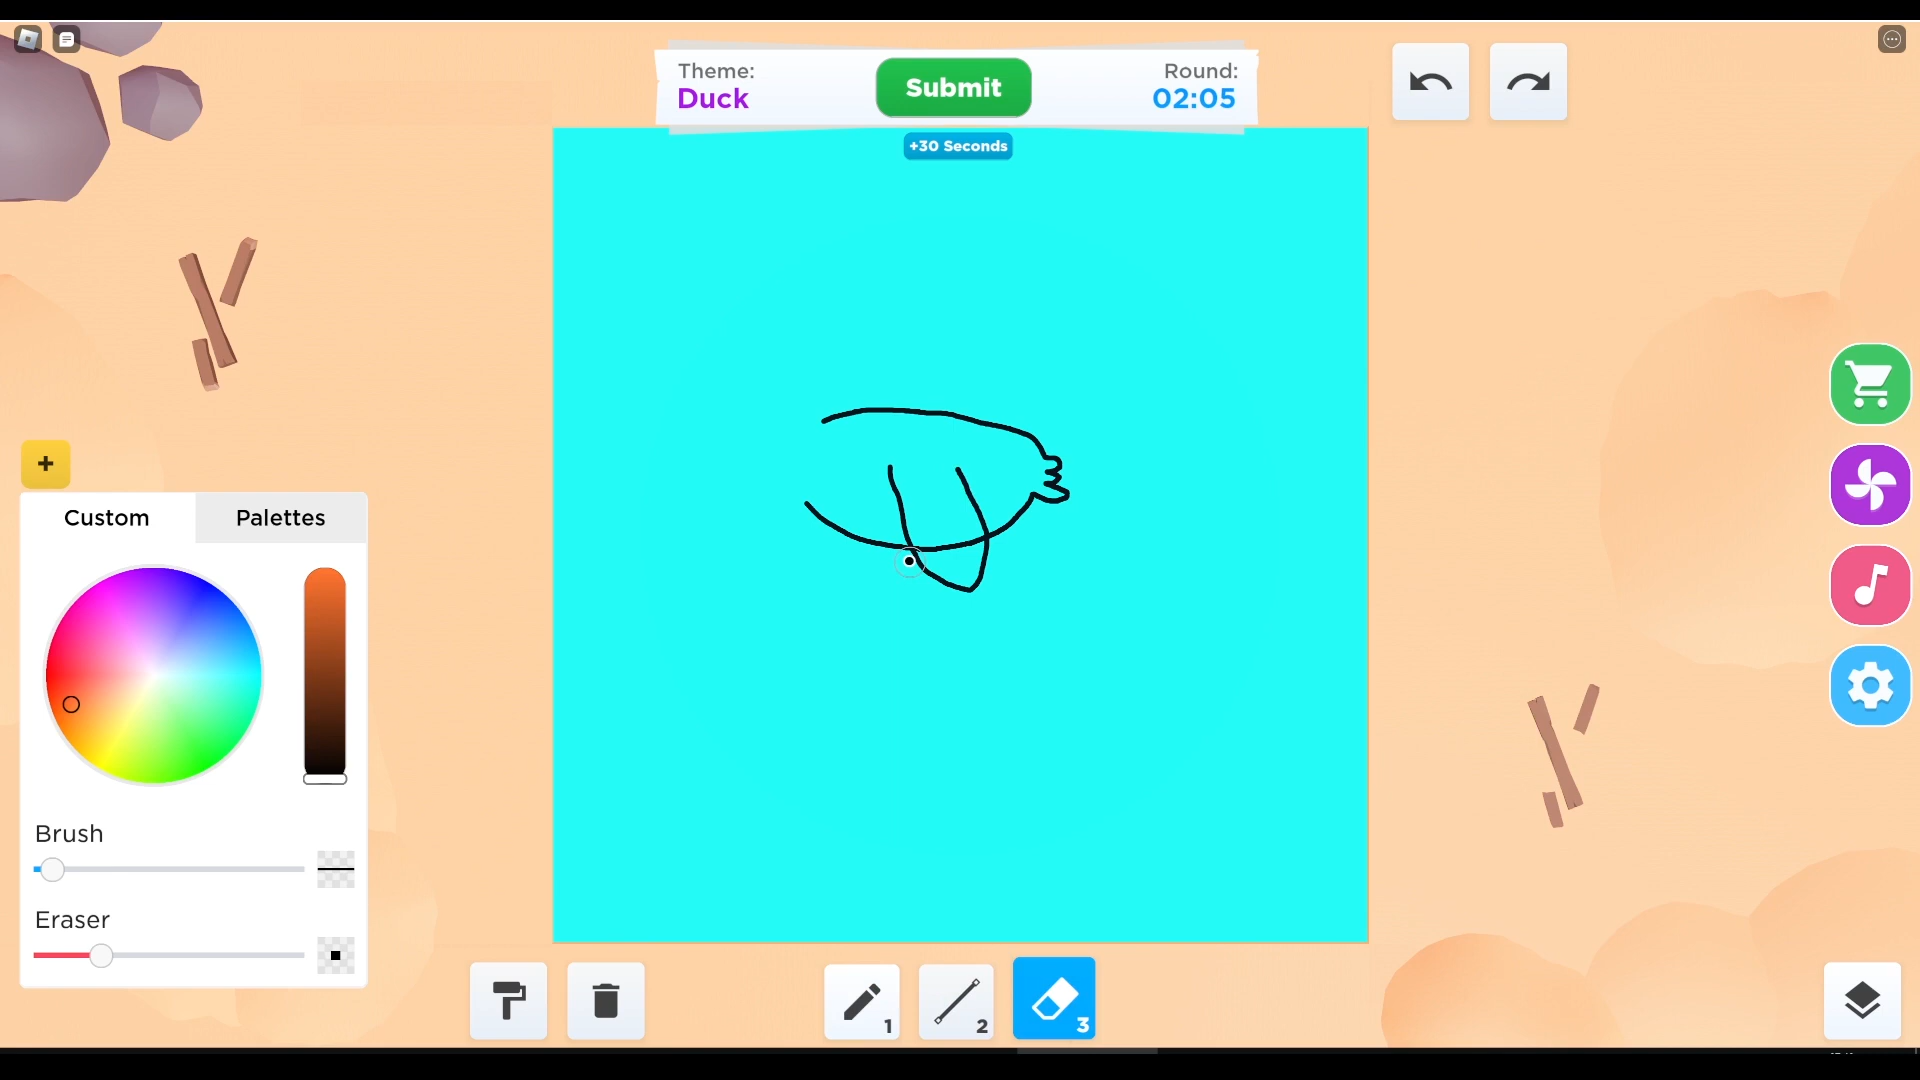 Theme:
Duck
Submit
Round:
02:05
+30 Seconds
Custom
Palettes
Brush
Eraser
1
2
3